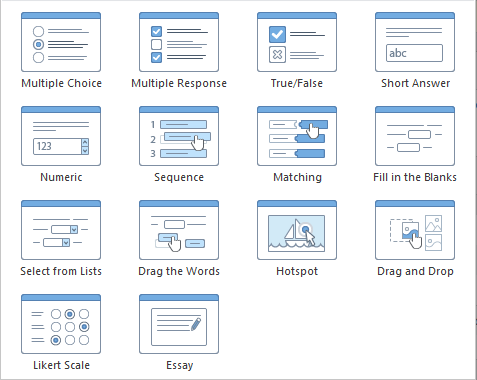 Multiple Choice
Multiple Response
True/False
abc
Short Answer
123
Numeric
1
2
3
Sequence
Matching
Fill in the Blanks
Select from Lists
Drag the Words
Hotspot
Drag and Drop
Likert Scale
Essay